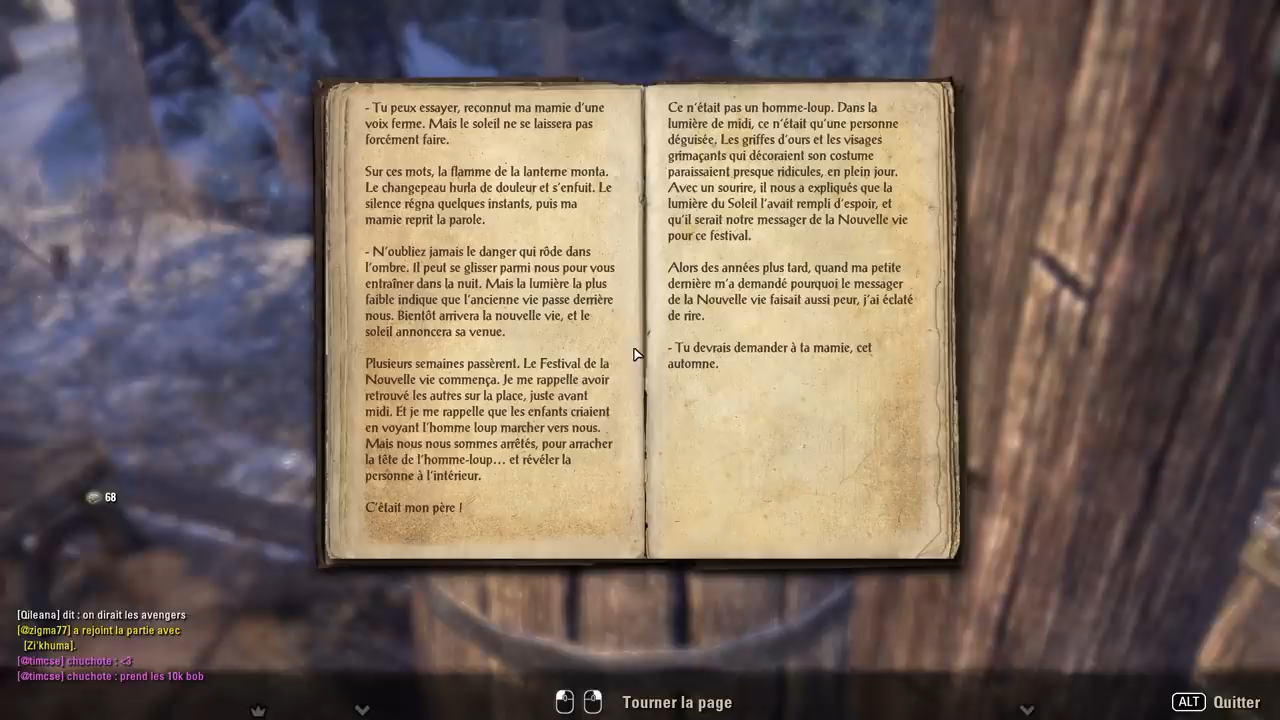 - Tu peux essayer, reconnut ma mamie d'une
voix ferme. Mais le soleil ne se laissera pas
forcément faire.
Sur ces mots, la flamme de la lanterne monta.
Le changepeau hurla de douleur et s'enfuit. Le
silence régna quelques instants, puis ma
mamie reprit la parole.
- N'oubliez jamais le danger qui rôde dans
l'ombre. Il peut se glisser parmi nous pour vous
entraîner dans la nuit. Mais la lumière la plus
faible indique que l'ancienne vie passe derrière
nous. Bientôt arrivera la nouvelle vie, et le
soleil annoncera sa venue.
Plusieurs semaines passèrent. Le Festival de la
Nouvelle vie commença. Je me rappelle avoir
retrouvé les autres sur la place, juste avant
midi. Et je me rappelle que les enfants criaient
en voyant l'homme loup marcher vers nous.
Mais nous nous sommes arrêtés, pour arracher
la tête de l'homme-loup... et révéler la
personne à l'intérieur.
C'était mon père !
Ce n'était pas un homme-loup. Dans la
lumière de midi, ce n'était qu'une personne
déguisée. Les griffes d'ours et les visages
grimaçants qui décoraient son costume
paraissaient presque ridicules, en plein jour.
Avec un sourire, il nous a expliqués que la
lumière du Soleil l'avait rempli d'espoir, et
qu'il serait notre messager de la Nouvelle vie
pour ce festival.
Alors des années plus tard, quand ma petite
dernière m'a demandé pourquoi le messager
de la Nouvelle vie faisait aussi peur, j'ai éclaté
de rire.
- Tu devrais demander à ta mamie, cet
automne.
68
[Qileana] dit : on dirait les avengers
[@zigma77] a rejoint la partie avec
[Zi'khuma].
[@timcse] chuchote : <3
[@timcse] chuchote : prend les 10k bob
Tourner la page
ALT Quitter